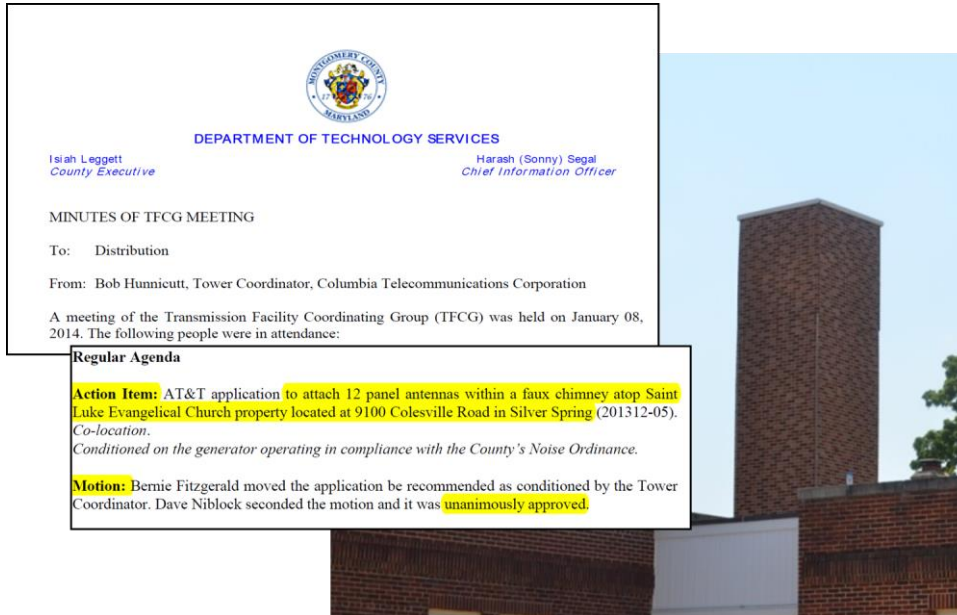 MONTGOMERY COUNTY
17 76
MARYLAND
DEPARTMENT OF TECHNOLOGY SERVICES
Isiah Leggett Harash (Sonny) Segal
County Executive Chief Information Officer
MINUTES OF TFCG MEETING
To: Distribution
From: Bob Hunnicutt, Tower Coordinator, Columbia Telecommunications Corporation
A meeting of the Transmission Facility Coordinating Group (TFCG) was held on January 08,
2014. The following people were in attendance:
Regular Agenda
Action Item: AT&T application to attach 12 panel antennas within a faux chimney atop Saint
Luke Evangelical Church property located at 9100 Colesville Road in Silver Spring (201312-05).
Co-location.
Conditioned on the generator operating in compliance with the County's Noise Ordinance.
Motion: Bernie Fitzgerald moved the application be recommended as conditioned by the Tower
Coordinator. Dave Niblock seconded the motion and it was unanimously approved.